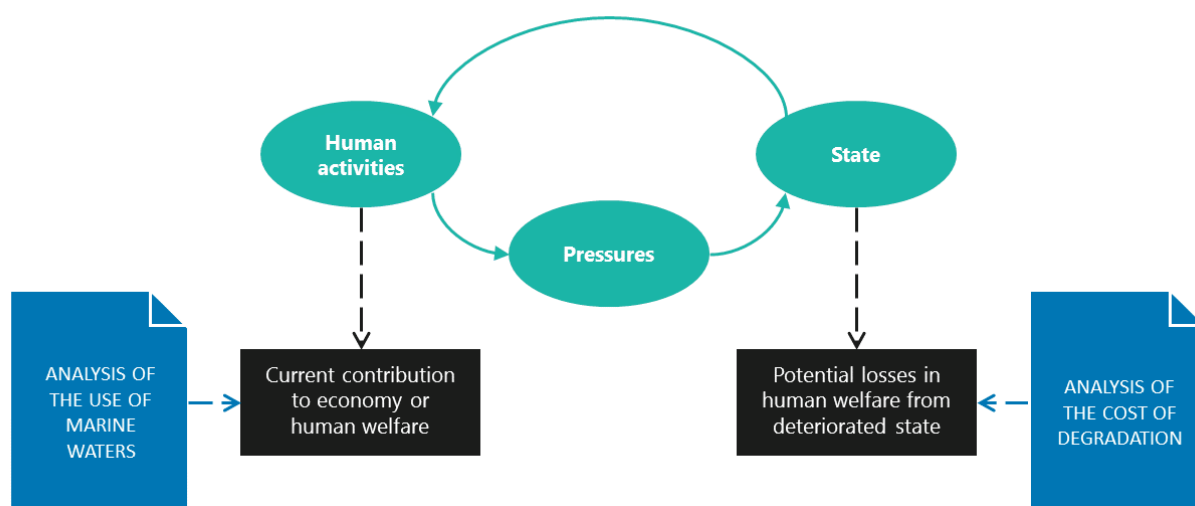 Human
activities
State
Pressures
ANALYSIS OF
THE USE OF
MARINE
WATERS
Current contribution
to economy or
human welfare
Potential losses in
human welfare from
deteriorated state
ANALYSIS OF
THE COST OF
DEGRADATION